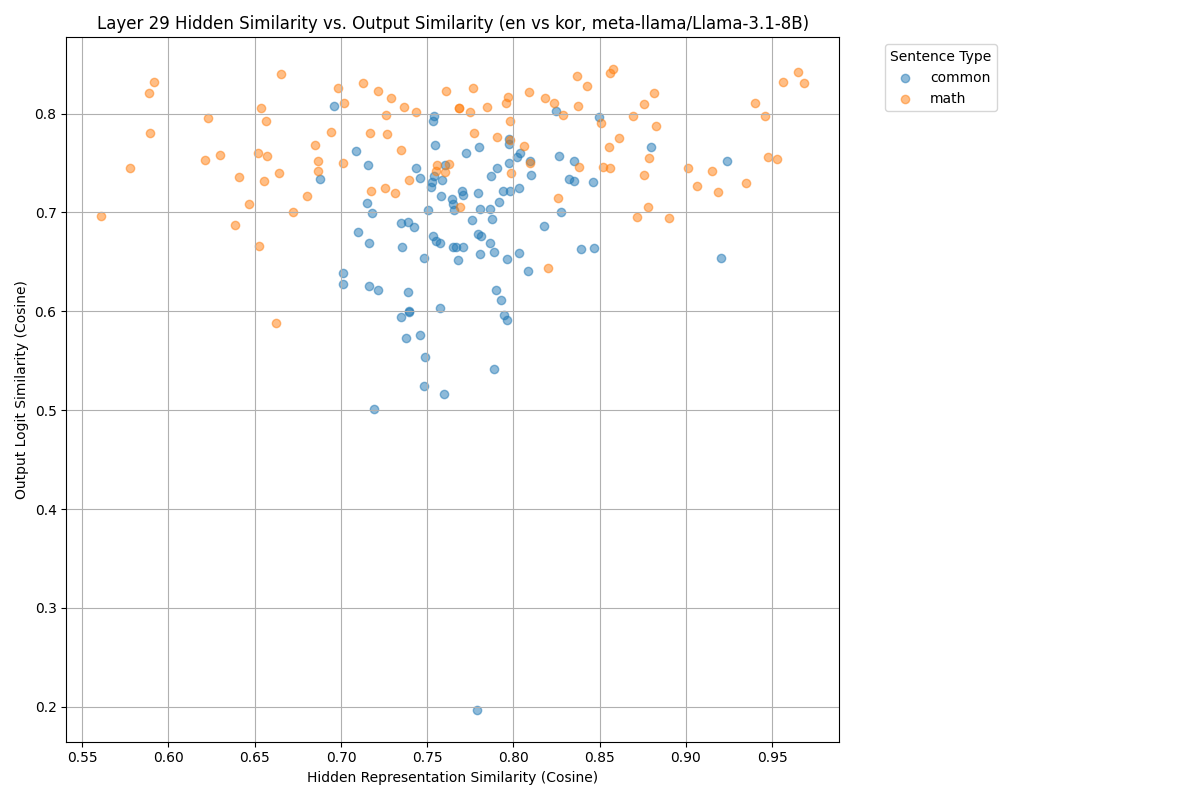 Layer 29 Hidden Similarity vs. Output Similarity (en vs kor, meta-llama/Llama-3.1-8B)
Sentence Type
common
math
Output Logit Similarity (Cosine)
0.8
0.7
0.6
0.5
0.4
0.3
0.2
0.55 0.60 0.65 0.70 0.75 0.80 0.85 0.90 0.95
Hidden Representation Similarity (Cosine)